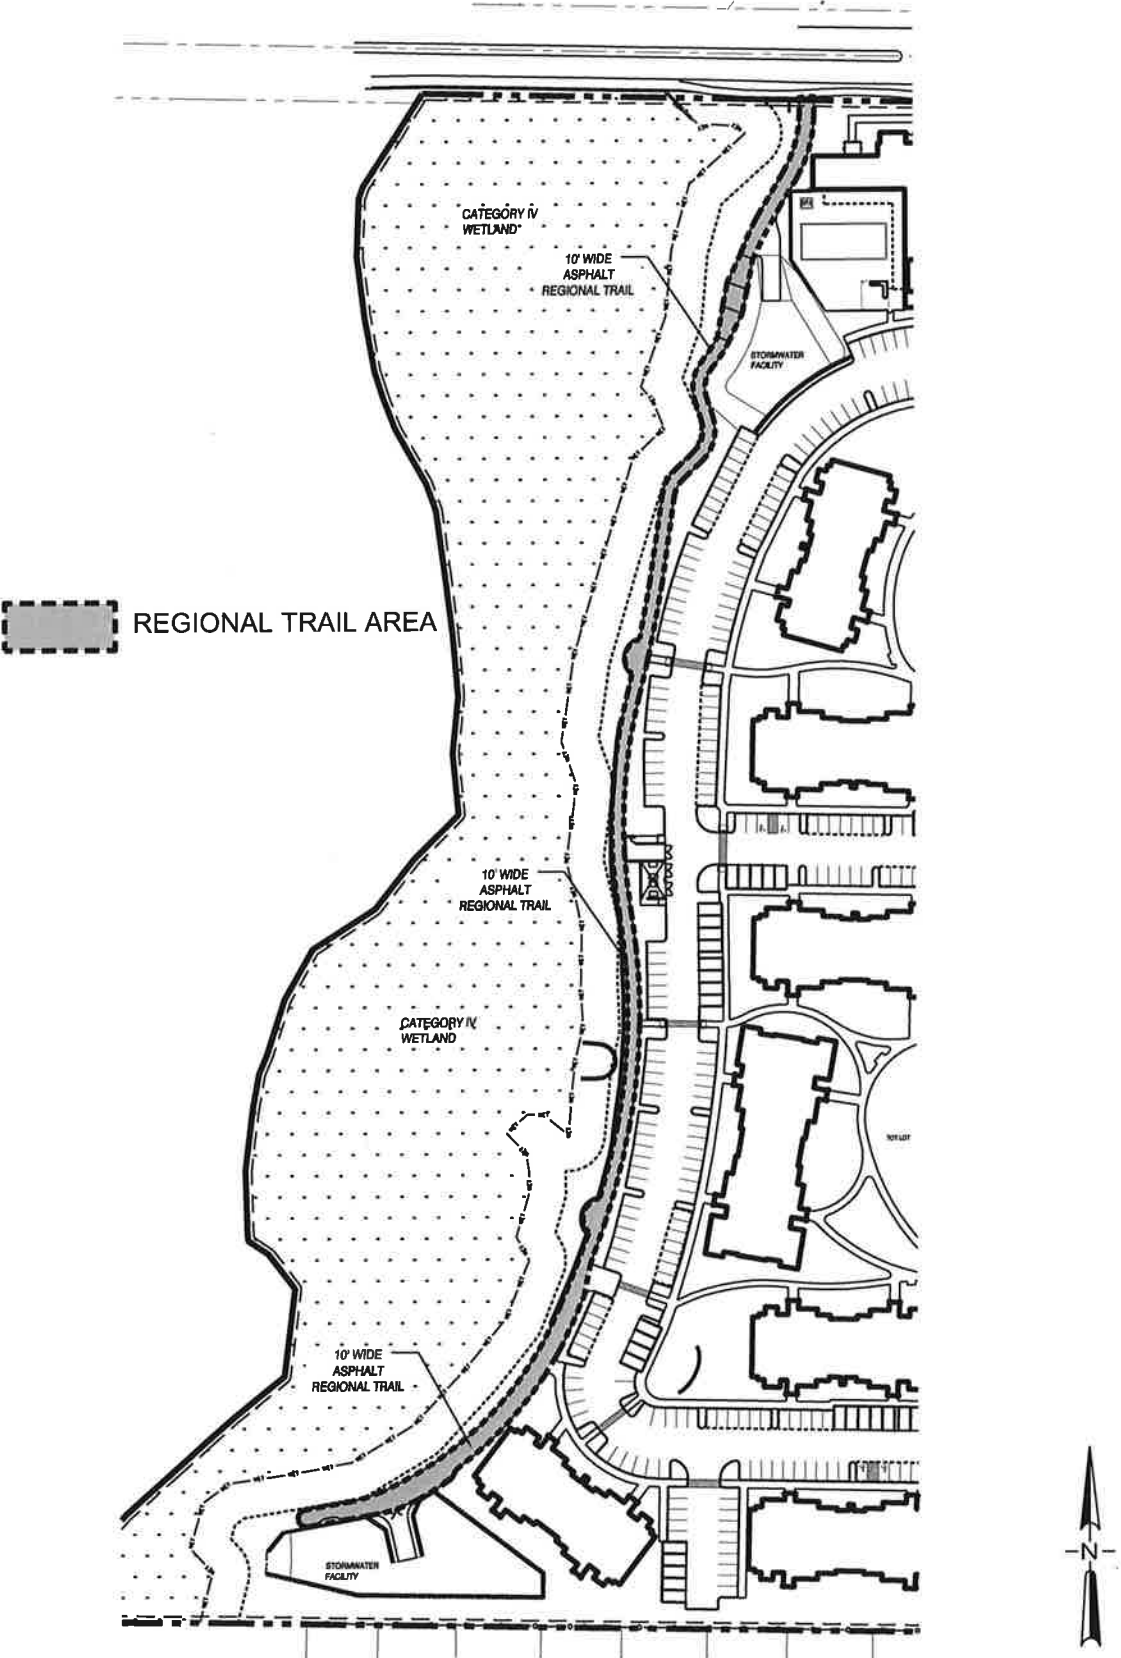 CATEGORY IV
WETLAND
10' WIDE
ASPHALT
REGIONAL TRAIL
STORMWATER
FACILITY
REGIONAL TRAIL AREA
10' WIDE
ASPHALT
REGIONAL TRAIL
CATEGORY IV
WETLAND
TOT LOT
10' WIDE
ASPHALT
REGIONAL TRAIL
STORMWATER
FACILITY
N